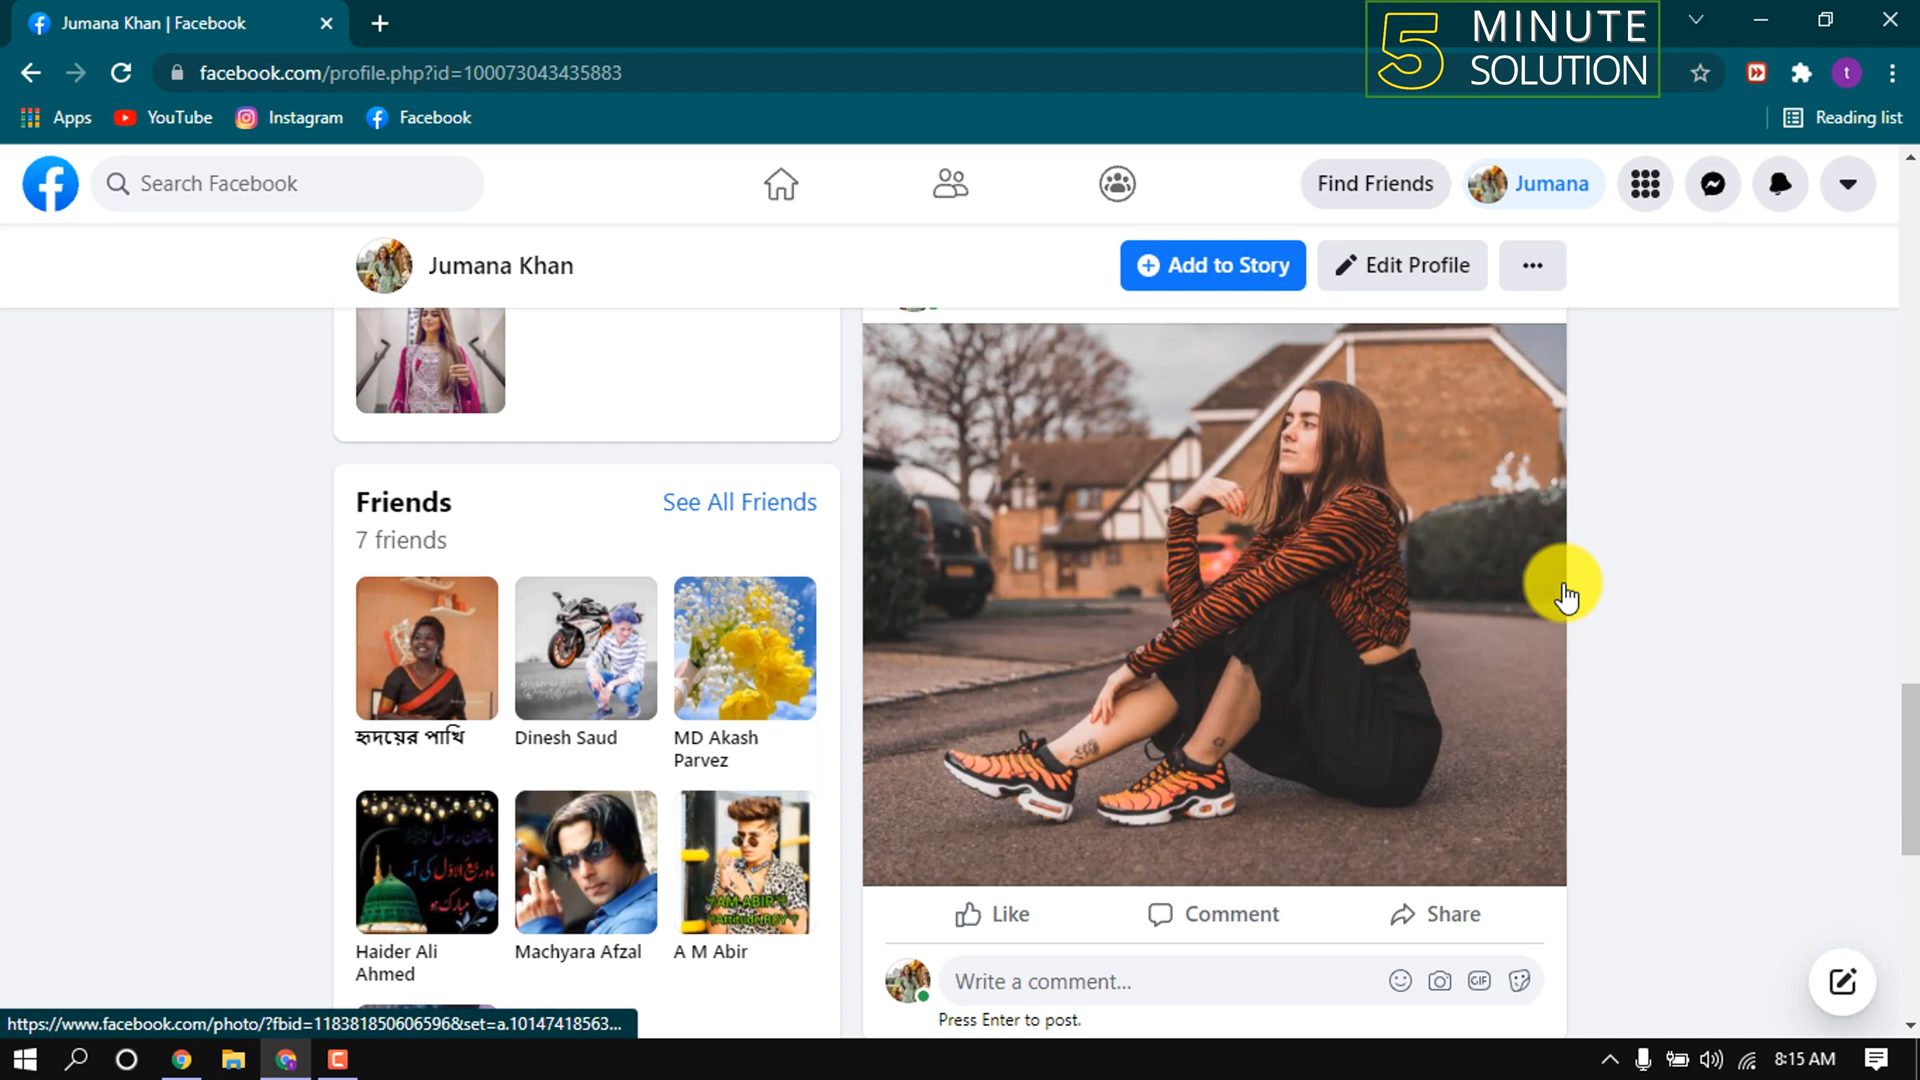 Jumana Khan | Facebook
5 MINUTE
SOLUTION
facebook.com/profile.php?id=100073043435883
Apps
YouTube
Instagram
Facebook
Reading list
Search Facebook
Find Friends
Jumana
Jumana Khan
Add to Story
Edit Profile
Friends
See All Friends
7 friends
হৃদয়ের পাখি
Dinesh Saud
MD Akash
Parvez
Haider Ali
Ahmed
Machyara Afzal
A M Abir
Like
Comment
Share
Write a comment...
GIF
Press Enter to post.
https://www.facebook.com/photo/?fbid=118381850606596&set=a.10147418563...
t
8:15 AM